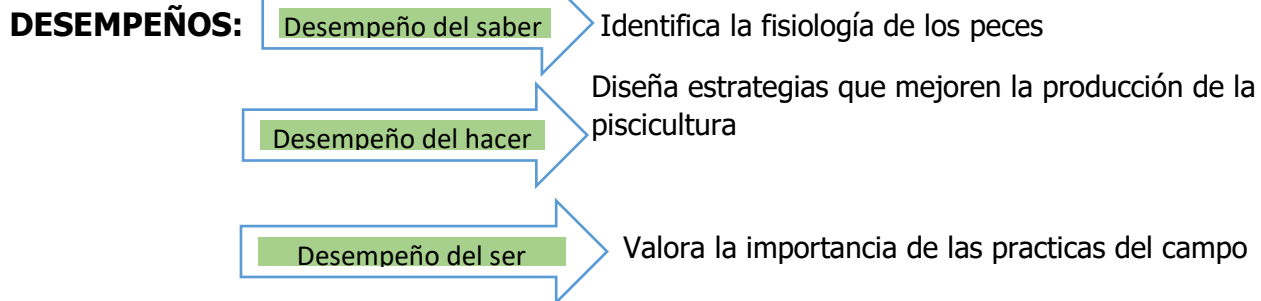 DESEMPEÑOS: Desempeño del saber Identifica la fisiología de los peces
Diseña estrategias que mejoren la producción de la
Desempeño del hacer piscicultura
Desempeño del ser Valora la importancia de las practicas del campo